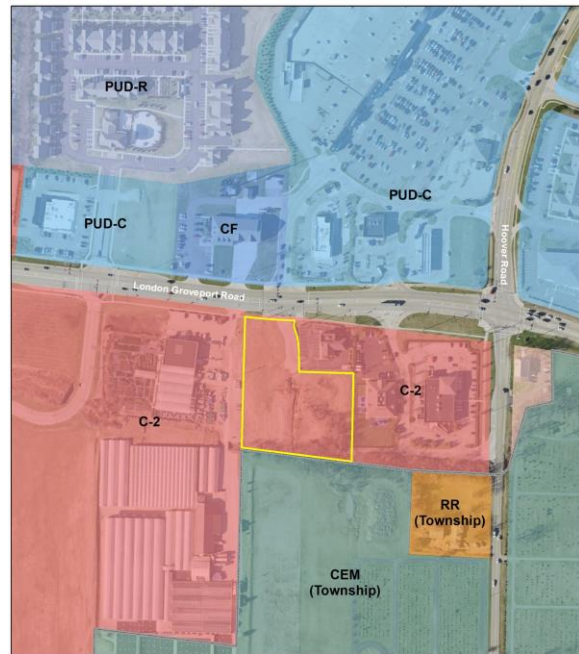 PUD-R
PUD-C
CF
PUD-C
London Groveport Road
Hoover Road
C-2
C-2
RR
(Township)
CEM
(Township)